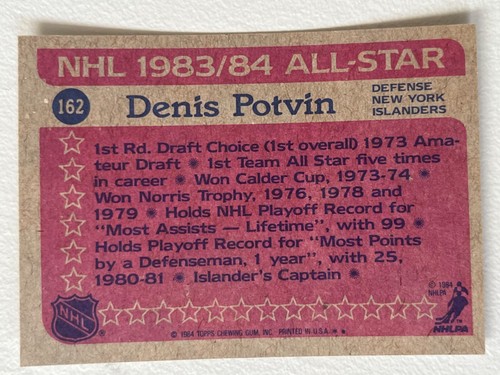 NHL 1983/84 ALL-STAR
162 Denis Potvin DEFENSE
NEW YORK
ISLANDERS
1st Rd. Draft Choice (1st overall) 1973 Ama-
teur Draft • 1st Team All Star five times
in career • Won Calder Cup, 1973-74 •
Won Norris Trophy, 1976, 1978 and
1979 • Holds NHL Playoff Record for
“Most Assists — Lifetime”, with 99 •
Holds Playoff Record for “Most Points
by a Defenseman, 1 year”, with 25,
1980-81 • Islander's Captain •
© 1984
NHLPA
NHL
NHLPA
© 1984 TOPPS CHEWING GUM, INC. · PRINTED IN U.S.A. * *